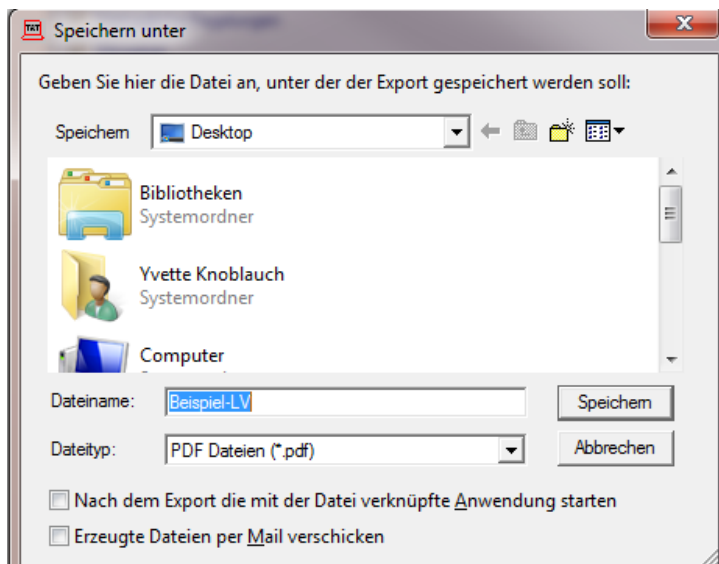 TAT Speichern unter
Geben Sie hier die Datei an, unter der der Export gespeichert werden soll:
Speichern Desktop
Bibliotheken
Systemordner
Yvette Knoblauch
Systemordner
Computer
Dateiname: Beispiel-LV Speichern
Dateityp: PDF Dateien (*.pdf) Abbrechen
Nach dem Export die mit der Datei verknüpfte Anwendung starten
Erzeugte Dateien per Mail verschicken